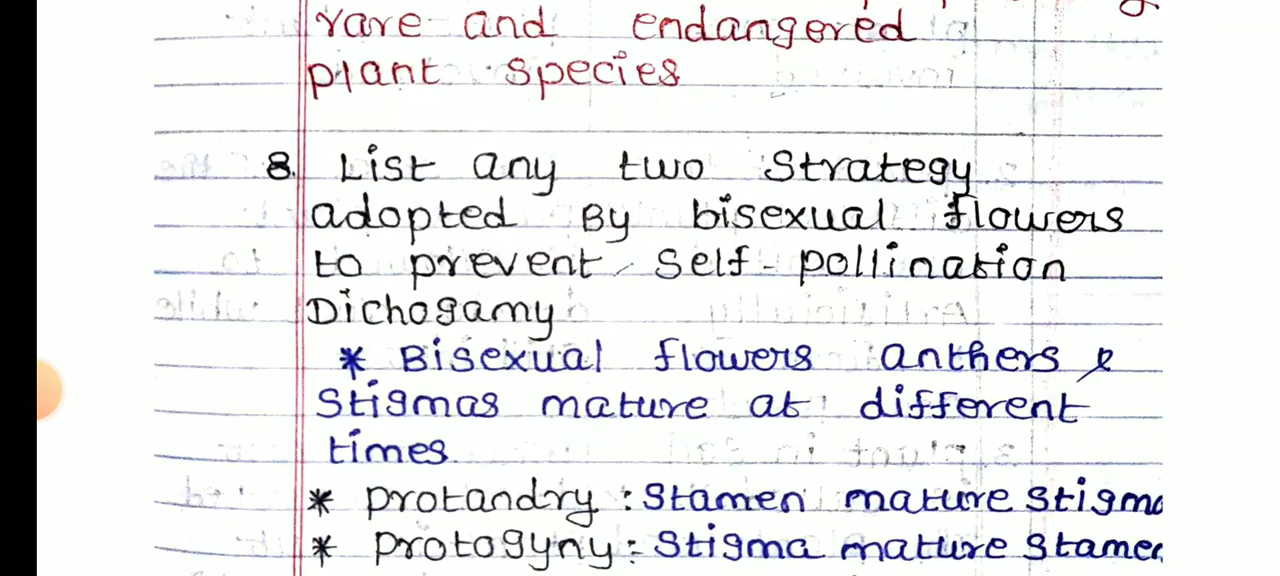 rare and endangered
plant species
8. List any two strategy
adopted By bisexual flowers
to prevent self-pollination
Dichogamy
* Bisexual flowers anthers &
stigmas mature at different
times
* protandry : Stamen mature stigma
* protogyny : Stigma mature stamen